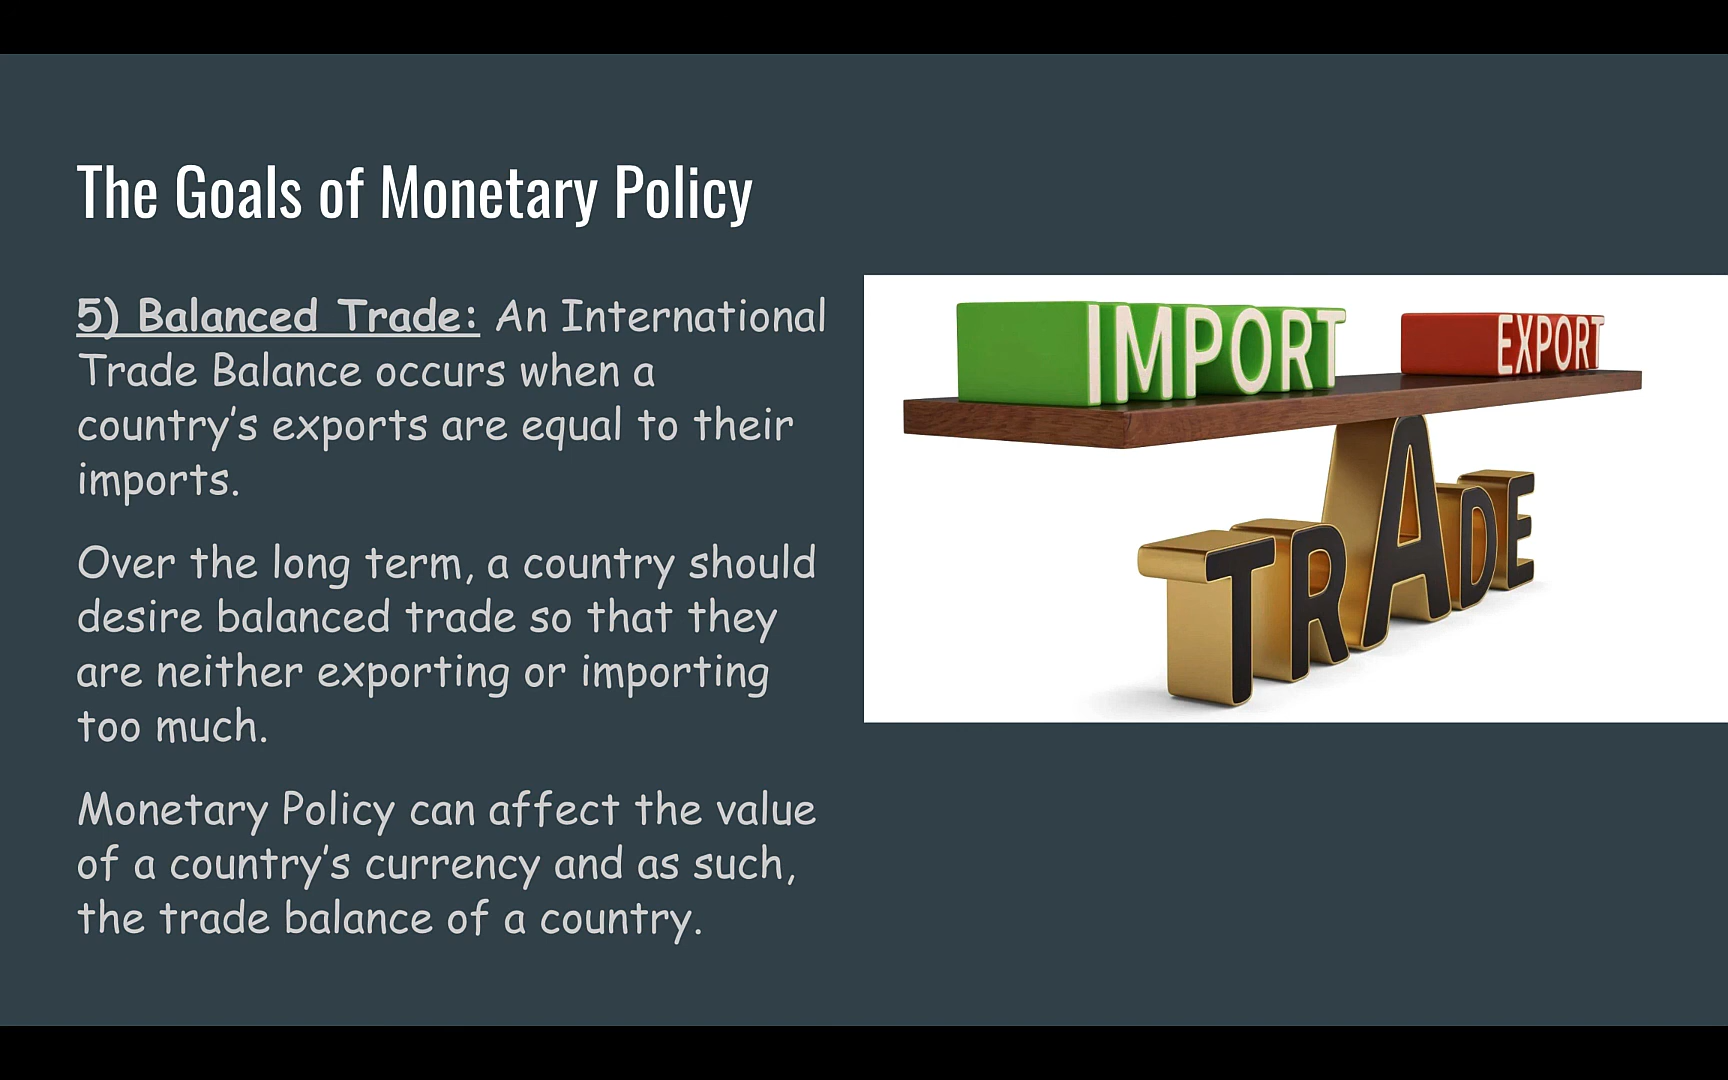 The Goals of Monetary Policy
5) Balanced Trade: An International
Trade Balance occurs when a
country's exports are equal to their
imports.
Over the long term, a country should
desire balanced trade so that they
are neither exporting or importing
too much.
Monetary Policy can affect the value
of a country's currency and as such,
the trade balance of a country.
IMPORT
EXPORT
TRADE